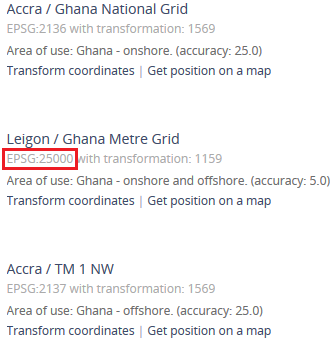 Accra / Ghana National Grid
EPSG:2136 with transformation: 1569
Area of use: Ghana - onshore. (accuracy: 25.0)
Transform coordinates | Get position on a map
Leigon / Ghana Metre Grid
EPSG:25000 with transformation: 1159
Area of use: Ghana - onshore and offshore. (accuracy: 5.0)
Transform coordinates | Get position on a map
Accra / TM 1 NW
EPSG:2137 with transformation: 1569
Area of use: Ghana - offshore. (accuracy: 25.0)
Transform coordinates | Get position on a map